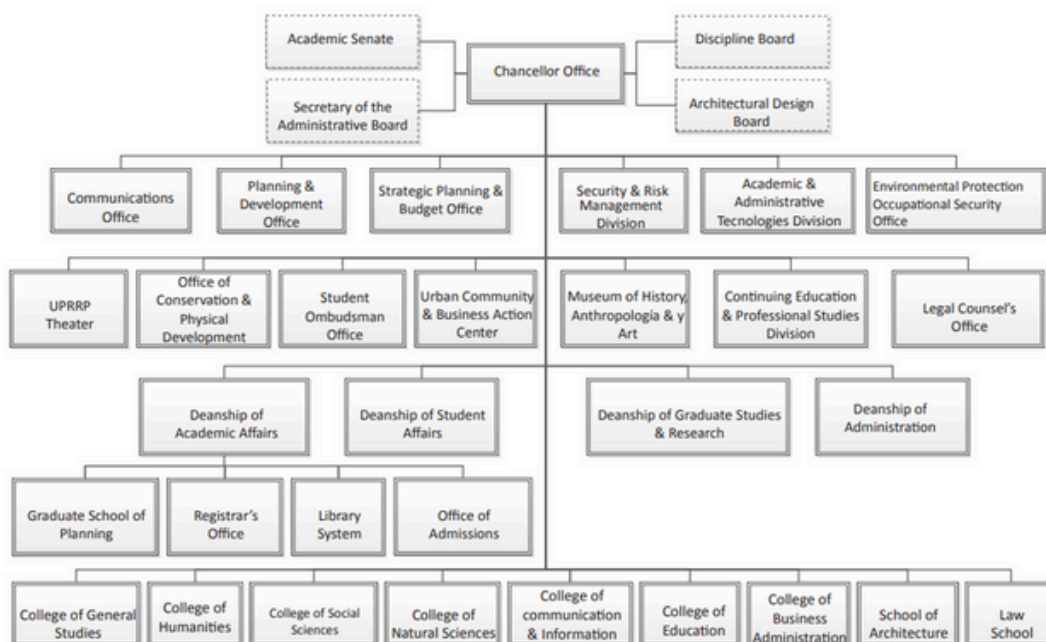 Academic Senate
Discipline Board
Chancellor Office
Secretary of the
Administrative Board
Architectural Design
Board
Communications
Office
Planning &
Development
Office
Strategic Planning &
Budget Office
Security & Risk
Management
Division
Academic &
Administrative
Tecnologies Division
Environmental Protection
Occupational Security
Office
UPRRP
Theater
Office of
Conservation &
Physical
Development
Student
Ombudsman
Office
Urban Community
& Business Action
Center
Museum of History,
Anthropología & y
Art
Continuing Education
& Professional Studies
Division
Legal Counsel's
Office
Deanship of
Academic Affairs
Deanship of Student
Affairs
Deanship of Graduate Studies
& Research
Deanship of
Administration
Graduate School of
Planning
Registrar's
Office
Library
System
Office of
Admissions
College of General
Studies
College of
Humanities
College of Social
Sciences
College of
Natural Sciences
College of
communication
& Information
College of
Education
College of
Business
Administration
School of
Architecture
Law
School